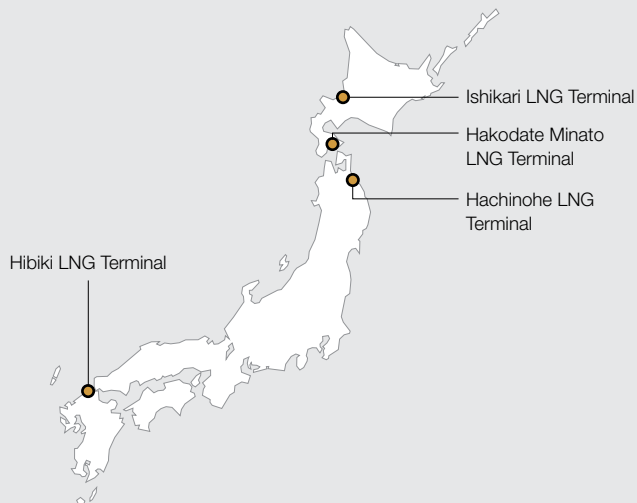 Ishikari LNG Terminal
Hakodate Minato
LNG Terminal
Hachinohe LNG
Terminal
Hibiki LNG Terminal